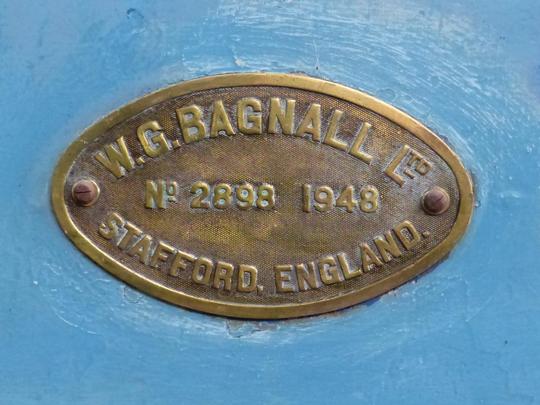 W.G. BAGNALL LTD
No 2898 1948
STAFFORD. ENGLAND.